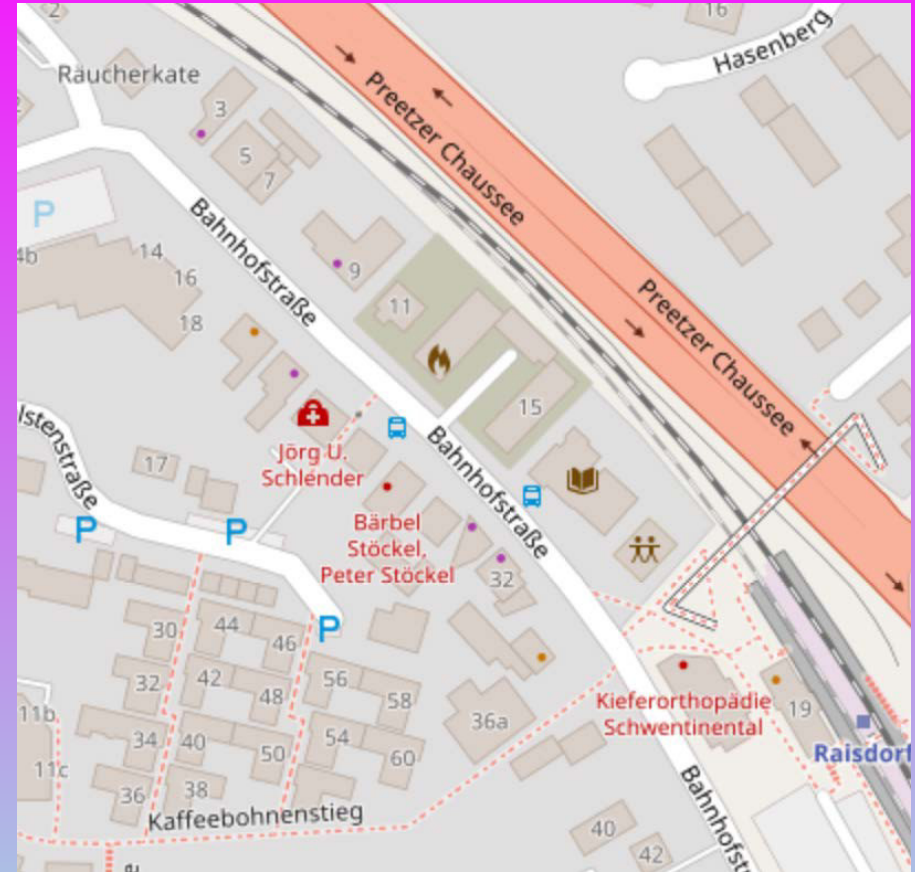 2
16
Hasenberg
Räucherkate
3
5
7
Preetzer Chaussee
P
Bahnhofstraße
4b
14
16
18
9
11
Preetzer Chaussee
15
lstenstraße
Jörg U.
Schlender
17
Bahnhofstraße
P
P
Bärbel
Stöckel,
Peter Stöckel
32
P
30
44
46
32
42
48
56
58
11b
34
40
50
54
60
36a
Kieferorthopädie
Schwentinental
19
Raisdorf
11c
36
38
Kaffeebohnenstieg
40
42
Bahnhofst
e